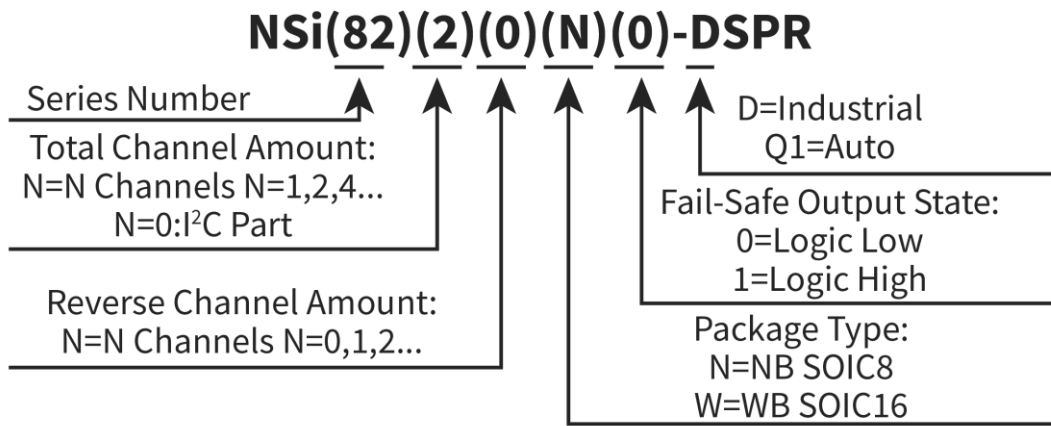 NSi(82)(2)(0)(N)(0)-DSPR
Series Number
Total Channel Amount:
N=N Channels N=1,2,4...
N=0:I²C Part
Reverse Channel Amount:
N=N Channels N=0,1,2...
D=Industrial
Q1=Auto
Fail-Safe Output State:
0=Logic Low
1=Logic High
Package Type:
N=NB SOIC8
W=WB SOIC16